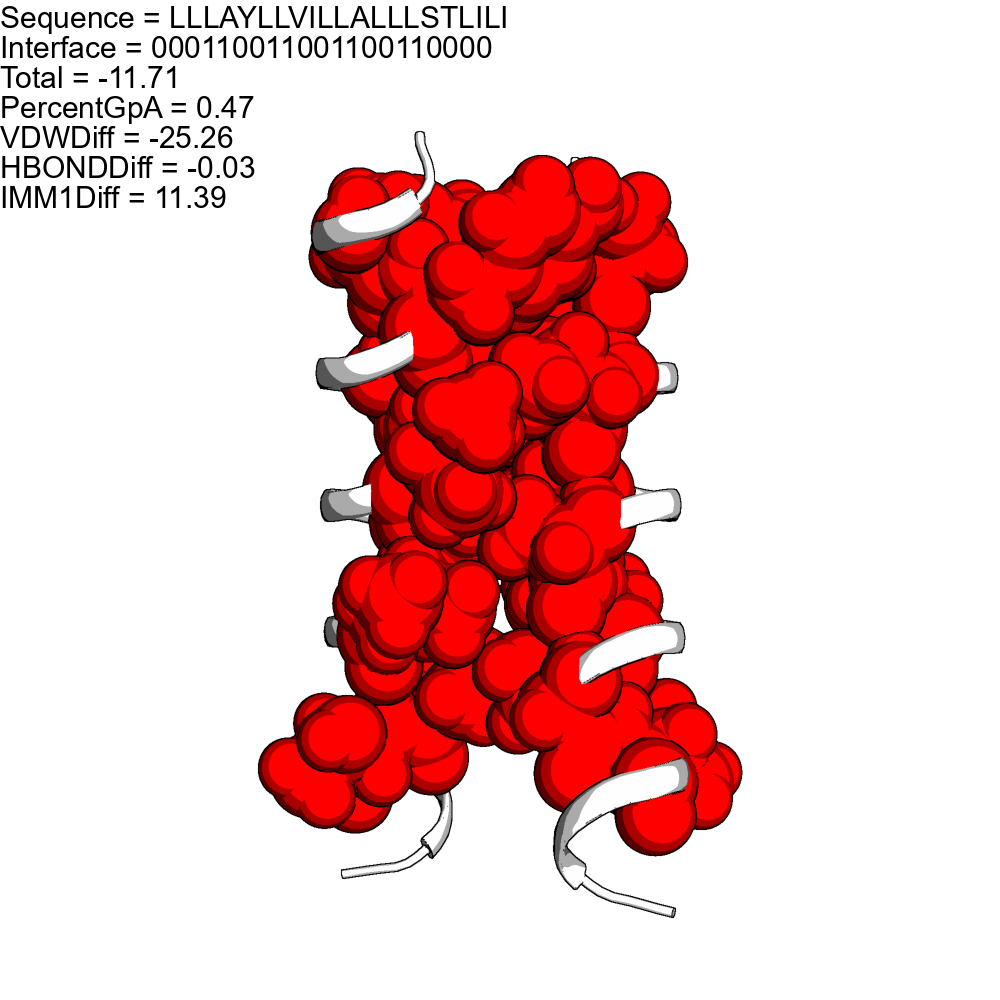 Sequence = LLLAYLLVILLALLLSTLILI
Interface = 000110011001100110000
Total = -11.71
PercentGpA = 0.47
VDWDiff = -25.26
HBONDDiff = -0.03
IMM1Diff = 11.39